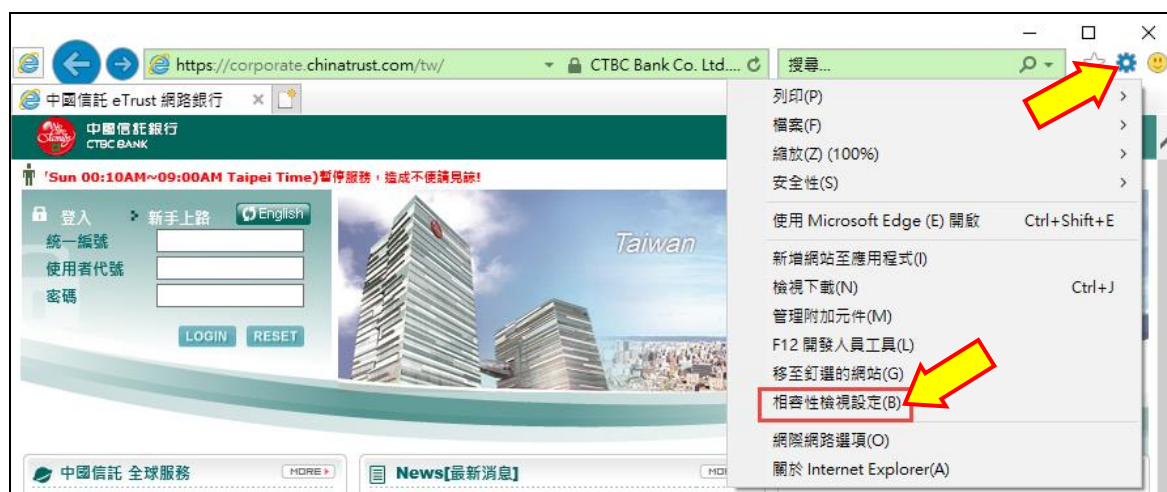 https://corporate.chinatrust.com/tw/
CTBC Bank Co. Ltd....
搜尋...
中國信託 eTrust 網路銀行
中國信託銀行
CTBC BANK
Sun 00:10AM~09:00AM Taipei Time)暫停服務，造成不便請見諒!
登入
新手上路
English
統一編號
使用者代號
密碼
LOGIN RESET
Taiwan
列印(P)
檔案(F)
縮放(Z) (100%)
安全性(S)
使用 Microsoft Edge (E) 開啟 Ctrl+Shift+E
新增網站至應用程式(I)
檢視下載(N) Ctrl+J
管理附加元件(M)
F12 開發人員工具(L)
移至釘選的網站(G)
相容性檢視設定(B)
網際網路選項(O)
關於 Internet Explorer(A)
中國信託 全球服務 MORE
News[最新消息]